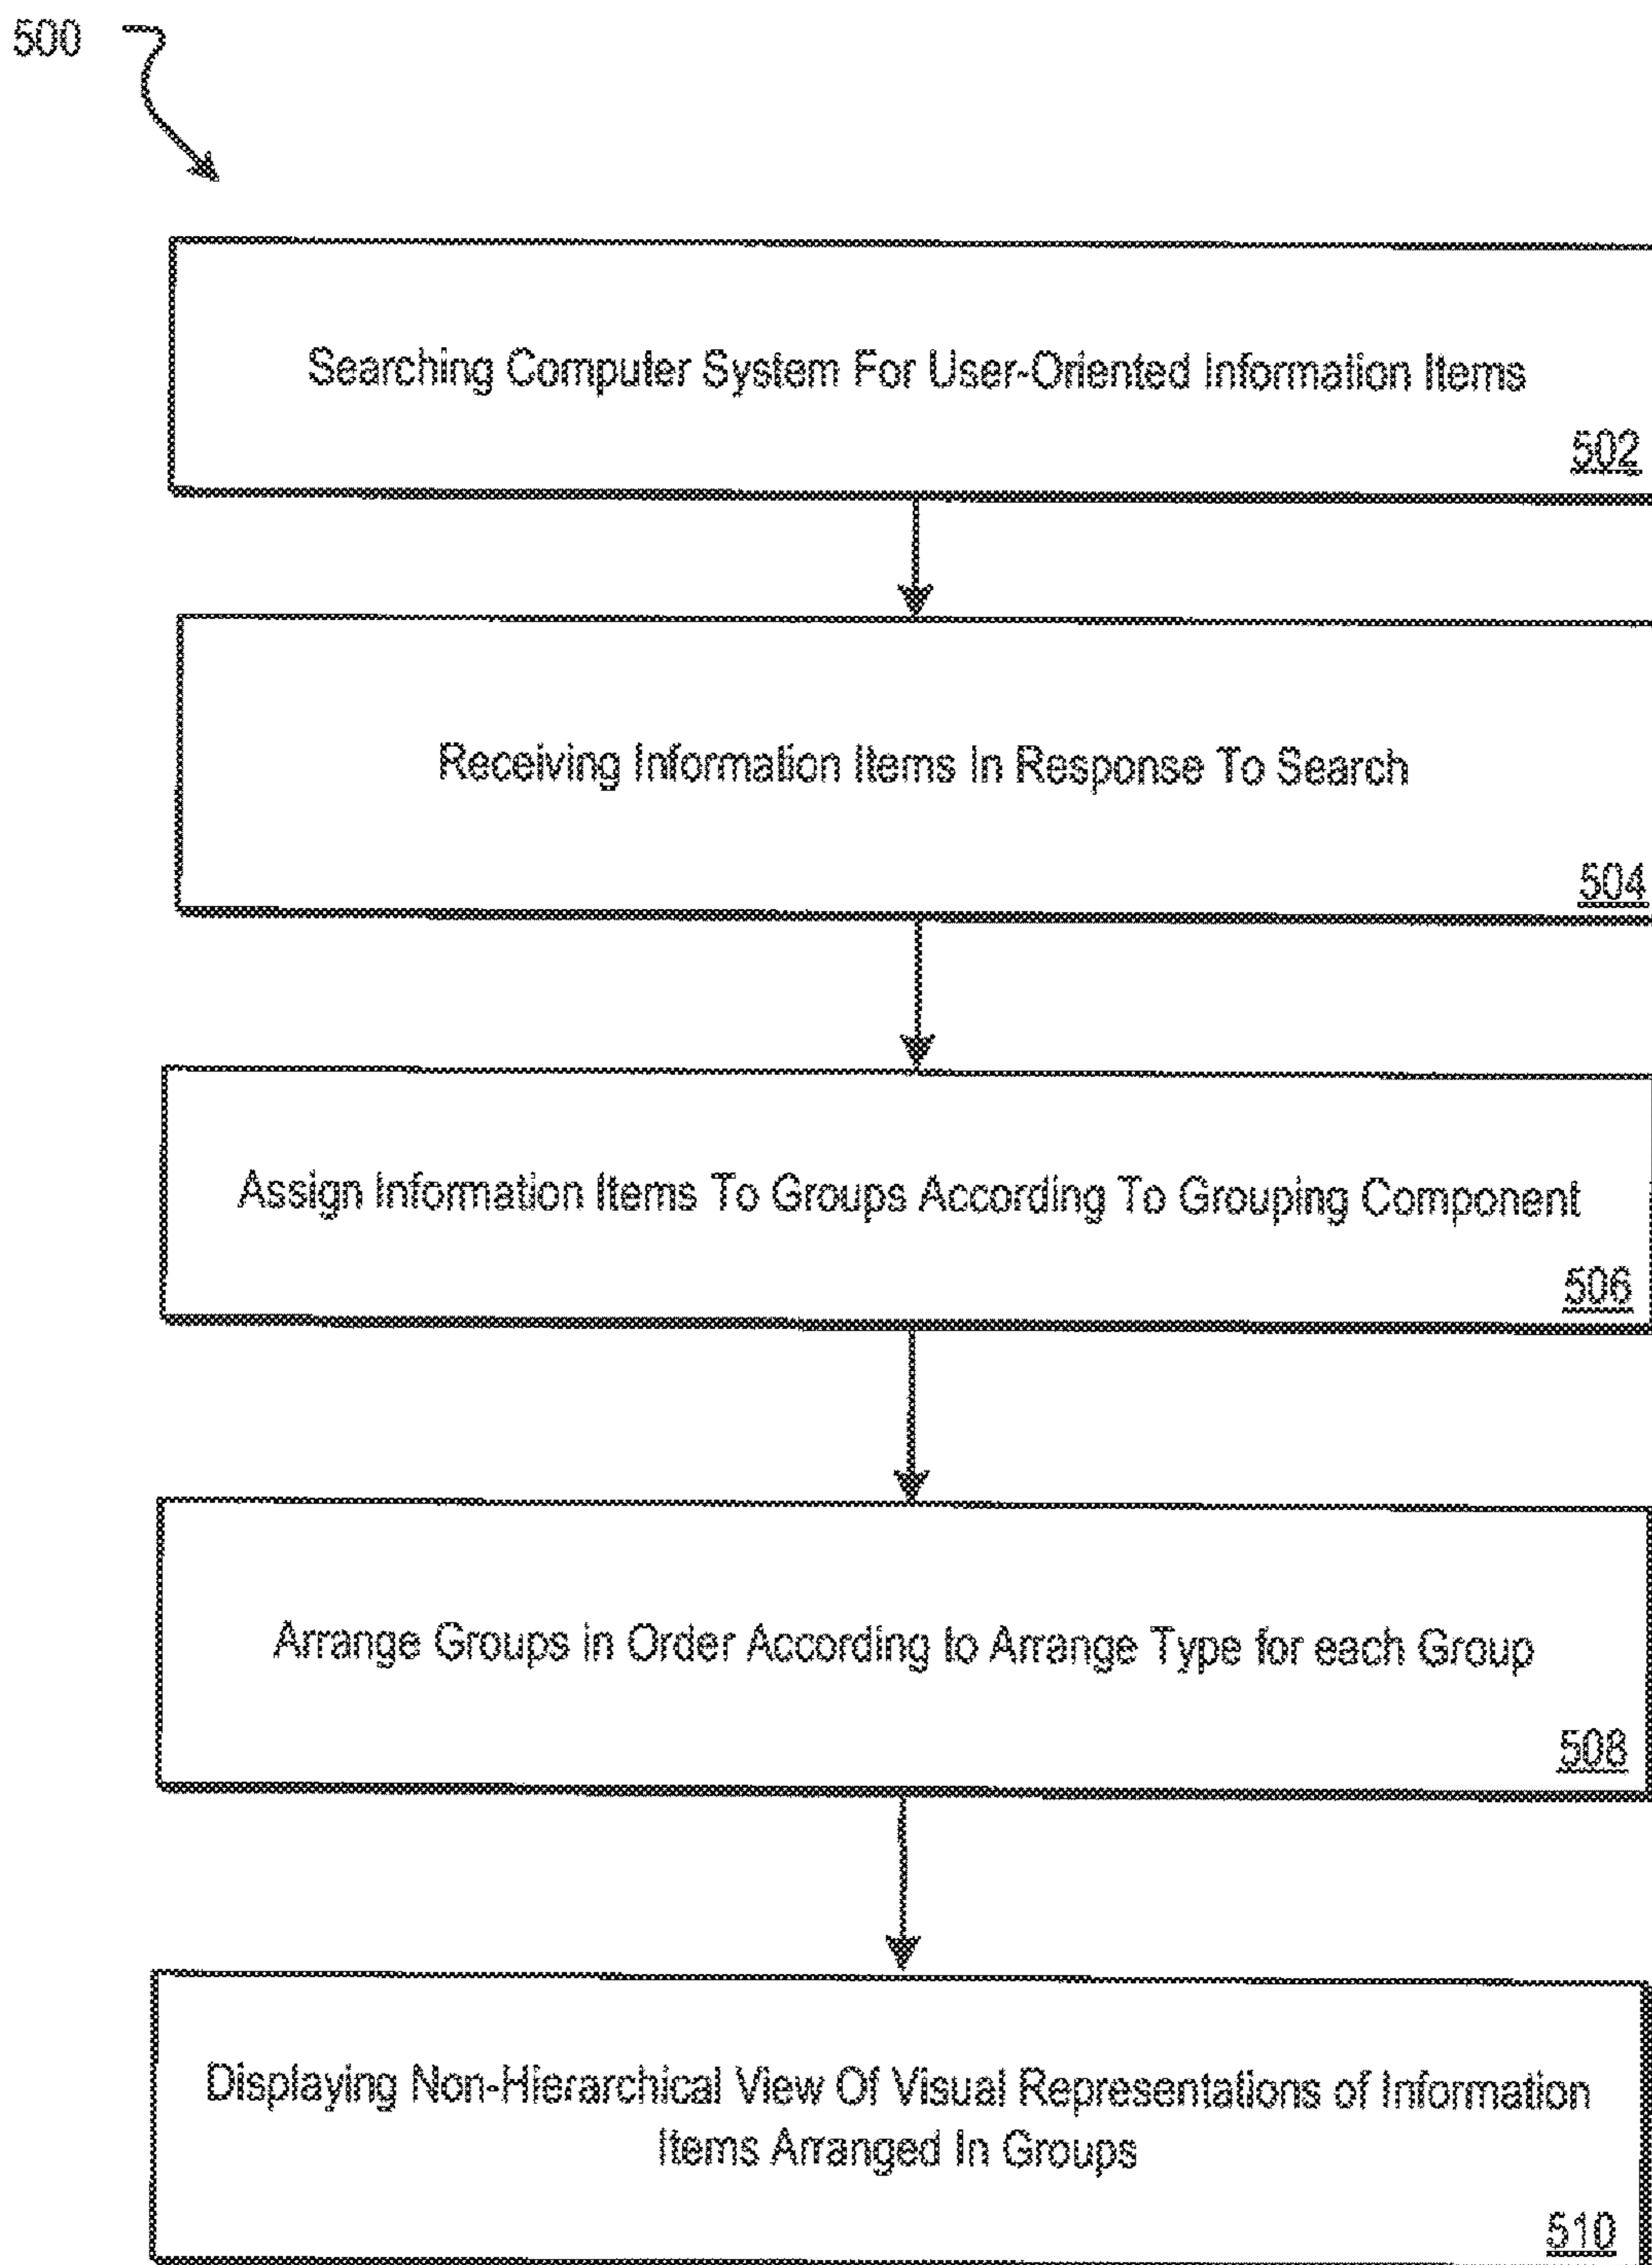 500
Searching Computer System For User-Oriented Information Items
502
Receiving Information Items In Response To Search
504
Assign Information Items To Groups According To Grouping Component
506
Arrange Groups in Order According to Arrange Type for each Group
508
Displaying Non-Hierarchical View Of Visual Representations of Information
Items Arranged In Groups
510